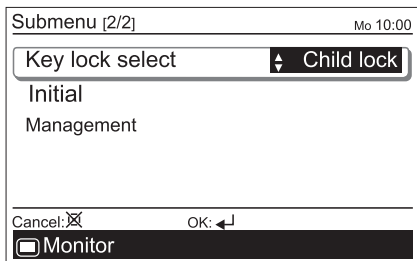 Submenu [2/2] Mo 10:00
Key lock select Child lock
Initial
Management
Cancel: OK:
Monitor